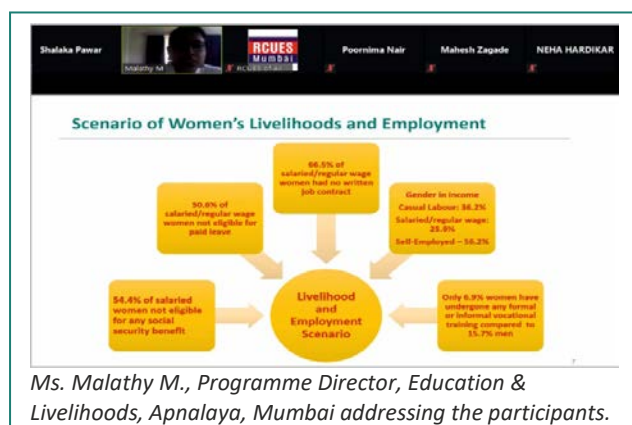 Shalaka Pawar
Malathy M
RCUES
Mumbai
Poornima Nair
Mahesh Zagade
NEHA HARDIKAR
Scenario of Women's Livelihoods and Employment
66.5% of
salaried/regular wage
women had no written
job contract
50.6% of
salaried/regular wage
women not eligible for
paid leave
Gender in income
Casual Labour: 36.2%
Salaried/regular wage:
Self-Employed – 56.2%
54.4% of salaried
women not eligible
for any social
security benefit
Livelihood
and
Employment
Scenario
Only 6.9% women have
undergone any formal
or informal vocational
training compared to
15.7% men
7
Ms. Malathy M., Programme Director, Education &
Livelihoods, Apnalaya, Mumbai addressing the participants.